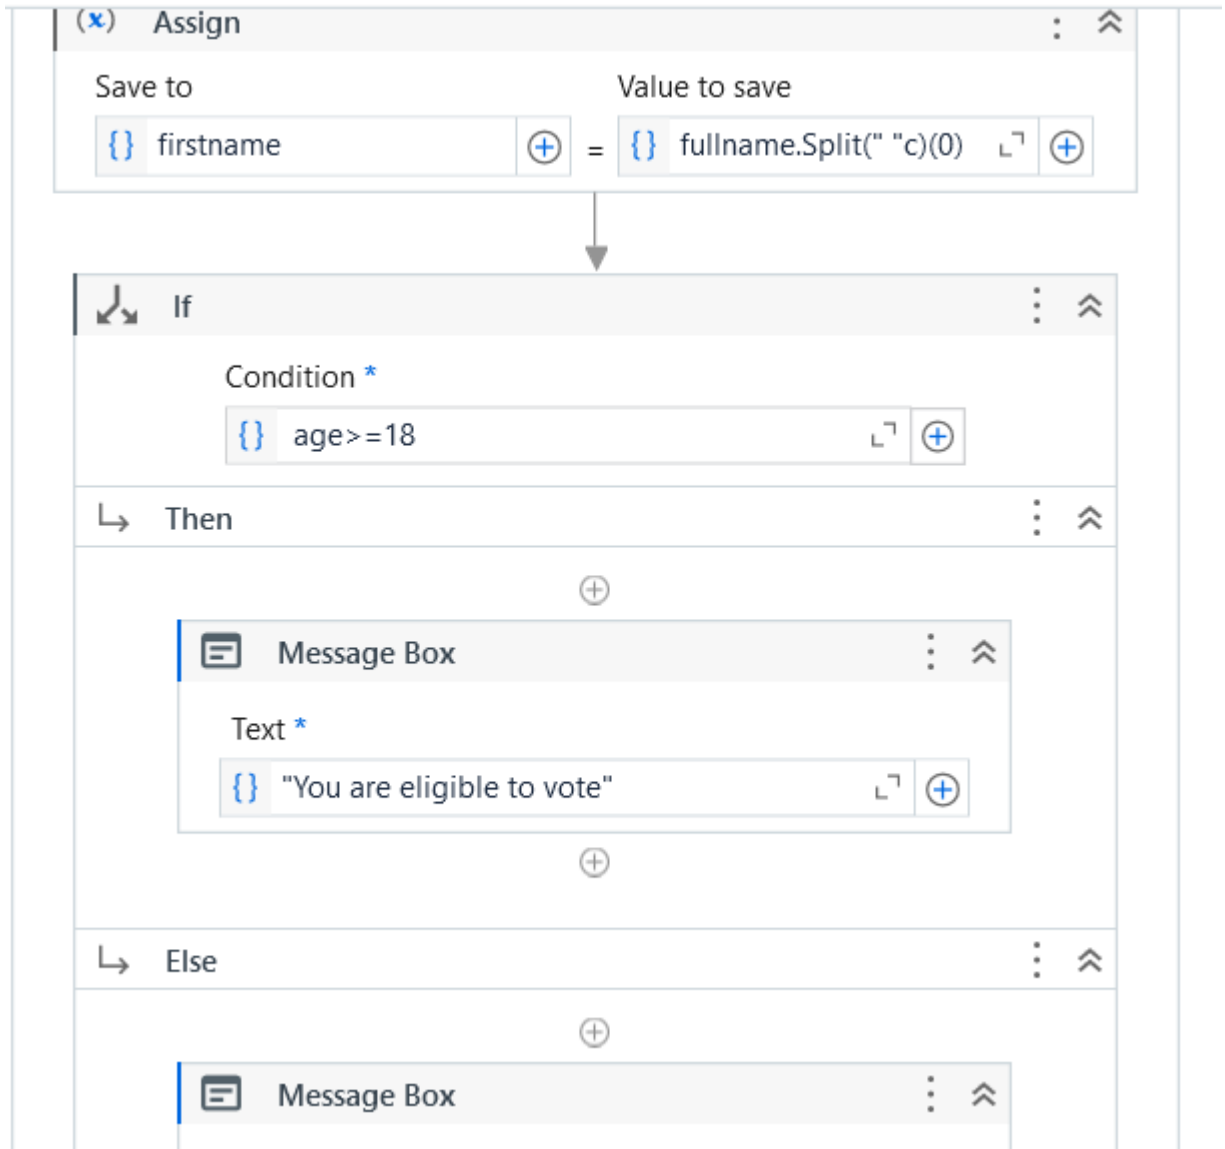 (x) Assign
Save to Value to save
{} firstname = {} fullname.Split(" "c)(0)
If
Condition *
{} age>=18
Then
Message Box
Text *
{} "You are eligible to vote"
Else
Message Box